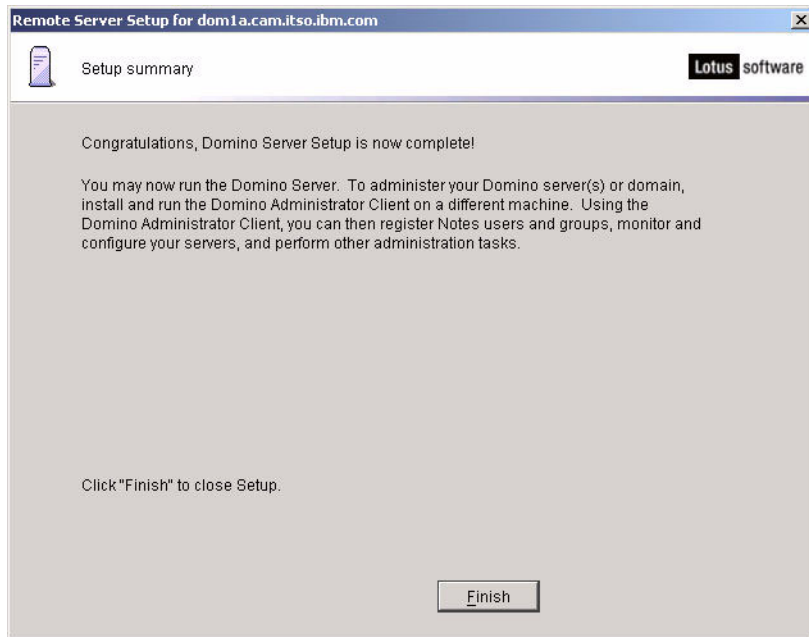 Remote Server Setup for dom1a.cam.itso.ibm.com
Setup summary
Lotus software
Congratulations, Domino Server Setup is now complete!
You may now run the Domino Server. To administer your Domino server(s) or domain,
install and run the Domino Administrator Client on a different machine. Using the
Domino Administrator Client, you can then register Notes users and groups, monitor and
configure your servers, and perform other administration tasks.
Click "Finish" to close Setup.
Finish